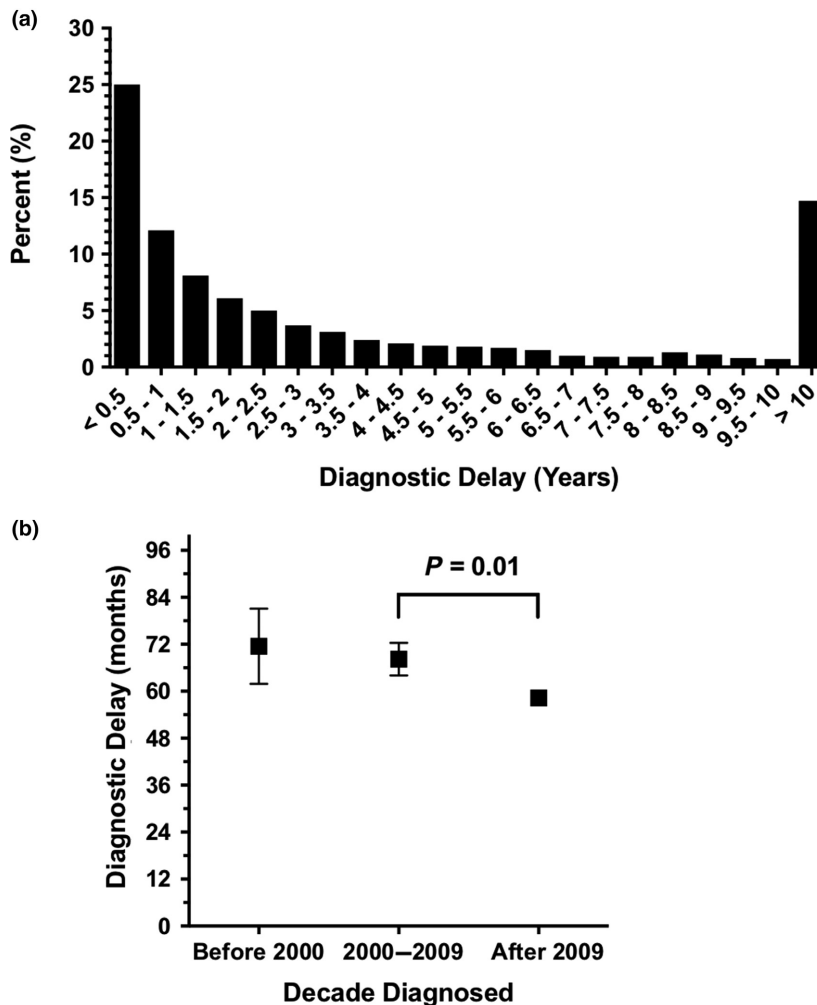 (a)
30
25
20
15
10
5
0
Percent (%)
< 0.5
0.5 - 1
1 - 1.5
1.5 - 2
2 - 2.5
2.5 - 3
3 - 3.5
3.5 - 4
4 - 4.5
4.5 - 5
5 - 5.5
5.5 - 6
6 - 6.5
6.5 - 7
7 - 7.5
7.5 - 8
8 - 8.5
8.5 - 9
9 - 9.5
9.5 - 10
> 10
Diagnostic Delay (Years)
(b)
96
84
72
60
48
36
24
12
0
Diagnostic Delay (months)
P = 0.01
Before 2000
2000–2009
After 2009
Decade Diagnosed